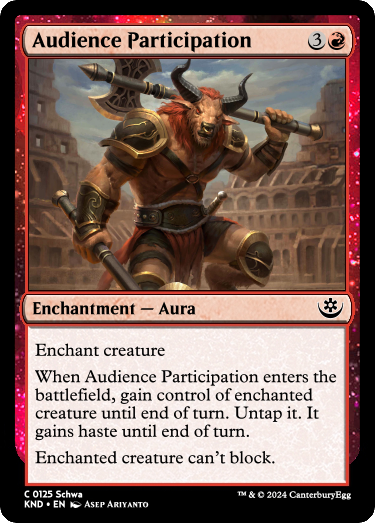 Audience Participation 3
Enchantment — Aura
Enchant creature
When Audience Participation enters the
battlefield, gain control of enchanted
creature until end of turn. Untap it. It
gains haste until end of turn.
Enchanted creature can't block.
C 0125 Schwa
KND • EN Asep Ariyanto
™ & © 2024 CanterburyEgg